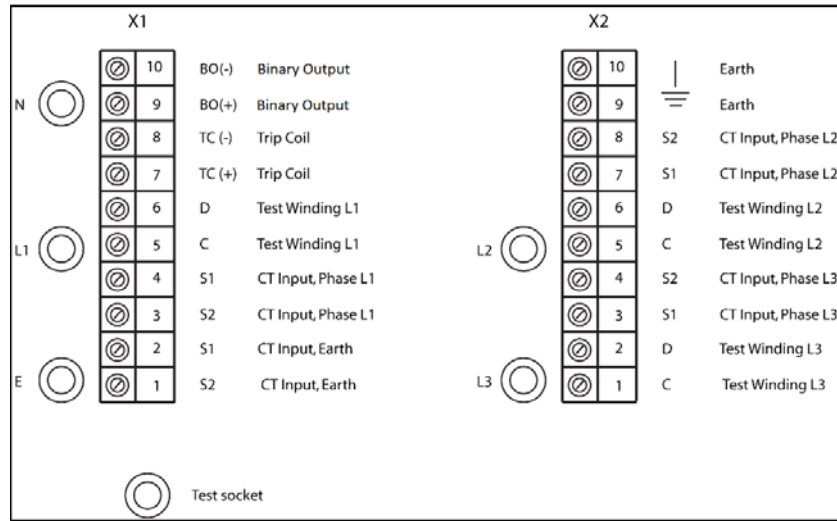 X1 X2
10 BO(-) Binary Output 10 Earth
N 9 BO(+) Binary Output 9 Earth
8 TC (-) Trip Coil 8 S2 CT Input, Phase L2
7 TC (+) Trip Coil 7 S1 CT Input, Phase L2
6 D Test Winding L1 6 D Test Winding L2
L1 5 C Test Winding L1 L2 5 C Test Winding L2
4 S1 CT Input, Phase L1 4 S2 CT Input, Phase L3
3 S2 CT Input, Phase L1 3 S1 CT Input, Phase L3
2 S1 CT Input, Earth 2 D Test Winding L3
E 1 S2 CT Input, Earth L3 1 C Test Winding L3
Test socket